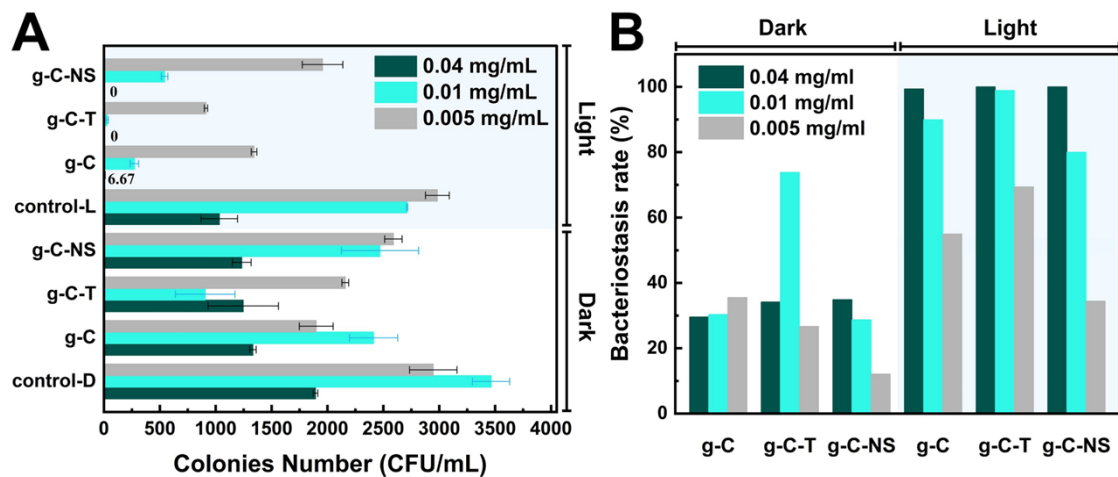 A
g-C-NS
0
g-C-T
0
g-C
6.67
control-L
g-C-NS
g-C-T
g-C
control-D
0.04 mg/mL
0.01 mg/mL
0.005 mg/mL
Light
Dark
0 500 1000 1500 2000 2500 3000 3500 4000
Colonies Number (CFU/mL)
B
Dark Light
0.04 mg/ml
0.01 mg/ml
0.005 mg/ml
Bacteriostasis rate (%)
100
80
60
40
20
0
g-C g-C-T g-C-NS g-C g-C-T g-C-NS